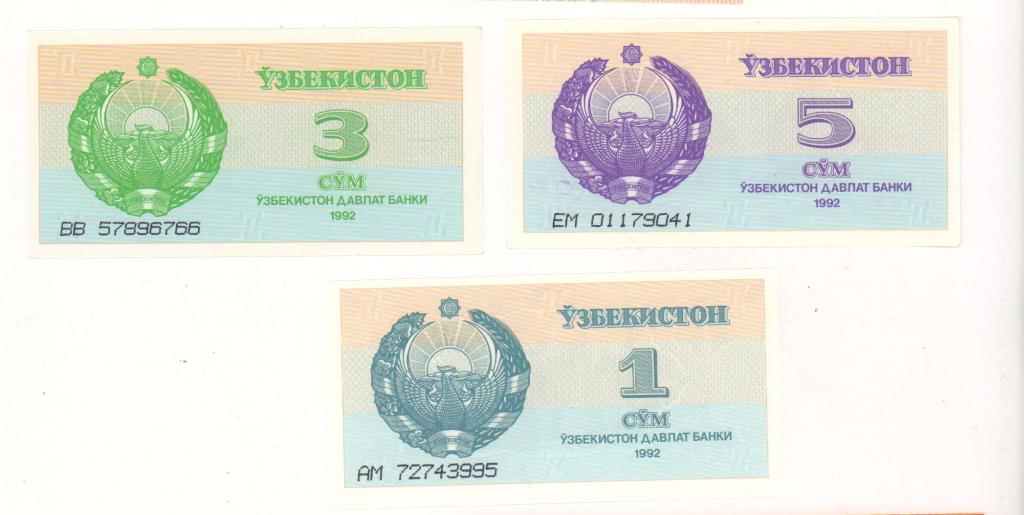 ЎЗБЕКИСТОН
3
СЎМ
ЎЗБЕКИСТОН ДАВЛАТ БАНКИ
1992
ВВ 57896766
ЎЗБЕКИСТОН
5
СЎМ
ЎЗБЕКИСТОН ДАВЛАТ БАНКИ
1992
ЕМ 01179041
ЎЗБЕКИСТОН
1
СЎМ
ЎЗБЕКИСТОН ДАВЛАТ БАНКИ
1992
АМ 72743995